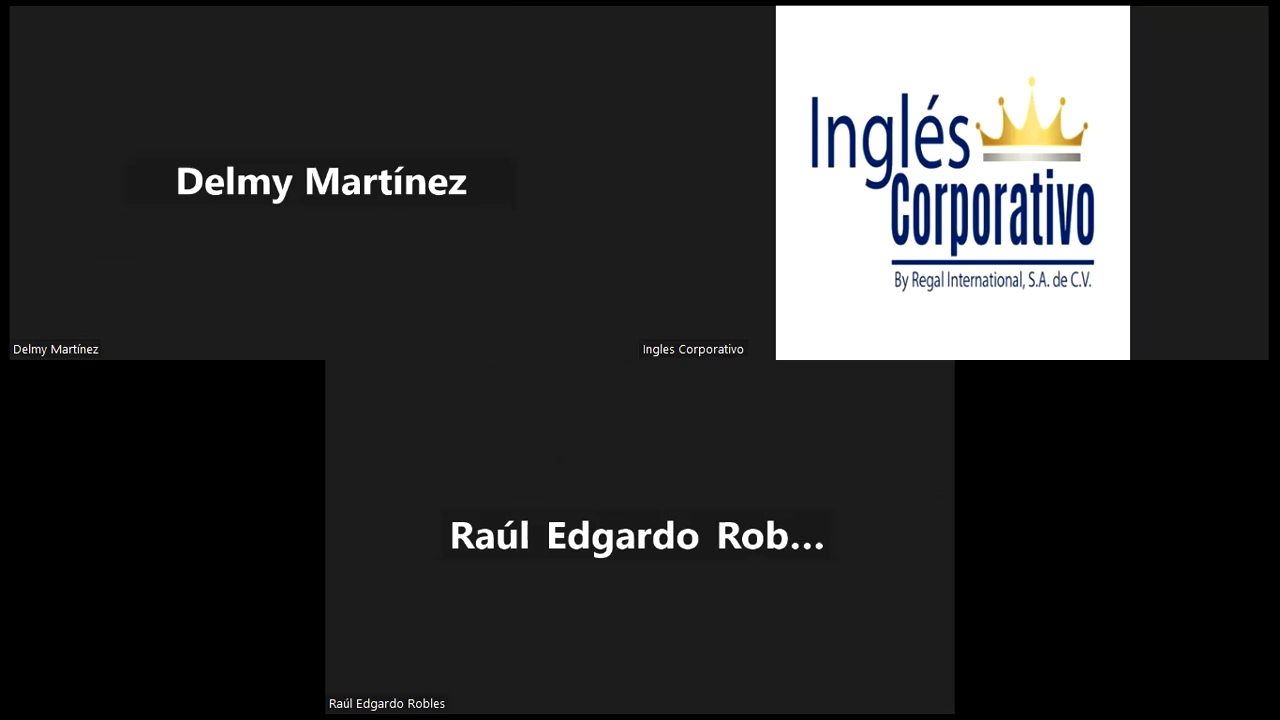 Delmy Martínez
Delmy Martínez
Inglés
Corporativo
By Regal International, S.A. de C.V.
Ingles Corporativo
Raúl Edgardo Rob...
Raúl Edgardo Robles